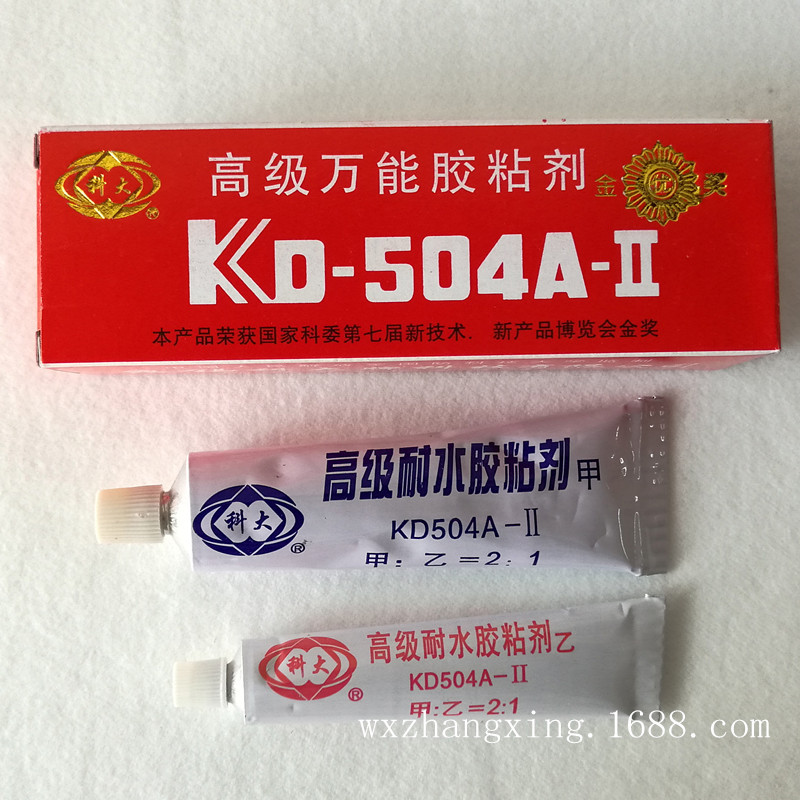 科大
®
高级万能胶粘剂
金优奖
KD-504A-II
本产品荣获国家科委第七届新技术. 新产品博览会金奖
高级耐水胶粘剂甲
科大
®
KD504A-II
甲:乙=2:1
高级耐水胶粘剂乙
科大
®
KD504A-II
甲:乙=2:1
wxzhangxing.1688.com